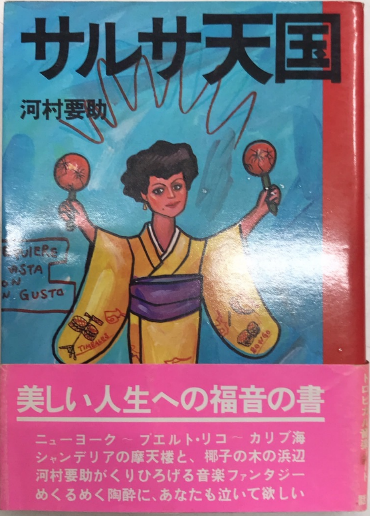 サルサ天国
河村要助
TIMBALES
BONGO
美しい人生への福音の書
ニューヨーク～プエルト・リコ～カリブ海
シャンデリアの摩天楼と、椰子の木の浜辺
河村要助がくりひろげる音楽ファンタジー
めくるめく陶酔に、あなたも泣いて欲しい